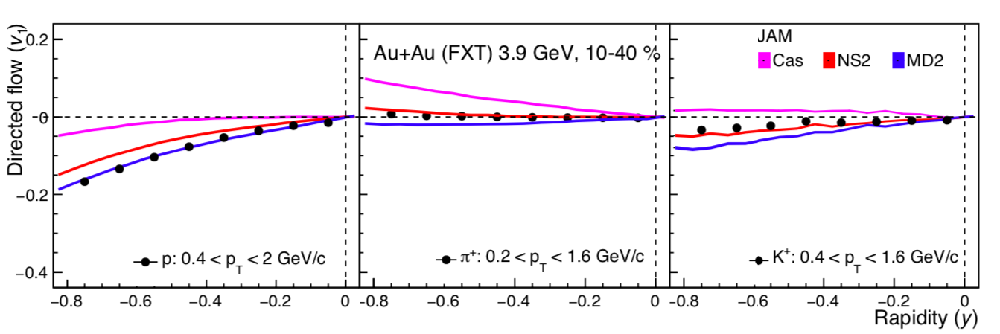 Directed flow (v₁)
0.2
0
−0.2
−0.4
Au+Au (FXT) 3.9 GeV, 10-40 %
JAM
Cas NS2 MD2
p: 0.4 < p_T < 2 GeV/c
π⁺: 0.2 < p_T < 1.6 GeV/c
K⁺: 0.4 < p_T < 1.6 GeV/c
−0.8 −0.6 −0.4 −0.2 0
−0.8 −0.6 −0.4 −0.2 0
−0.8 −0.6 −0.4 −0.2 0
Rapidity (y)